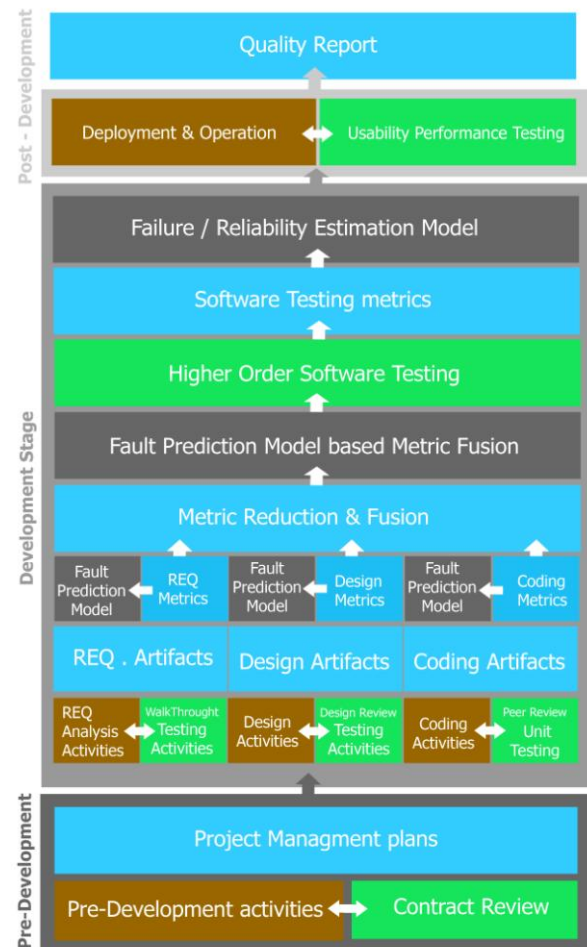 Post - Development
Quality Report
Deployment & Operation
Usability Performance Testing
Development Stage
Failure / Reliability Estimation Model
Software Testing metrics
Higher Order Software Testing
Fault Prediction Model based Metric Fusion
Metric Reduction & Fusion
Fault
Prediction
Model
REQ
Metrics
Fault
Prediction
Model
Design
Metrics
Fault
Prediction
Model
Coding
Metrics
REQ . Artifacts
Design Artifacts
Coding Artifacts
REQ
Analysis
Activities
WalkThrought
Testing
Activities
Design
Activities
Design Review
Testing
Activities
Coding
Activities
Peer Review
Unit
Testing
Pre-Development
Project Managment plans
Pre-Development activities
Contract Review